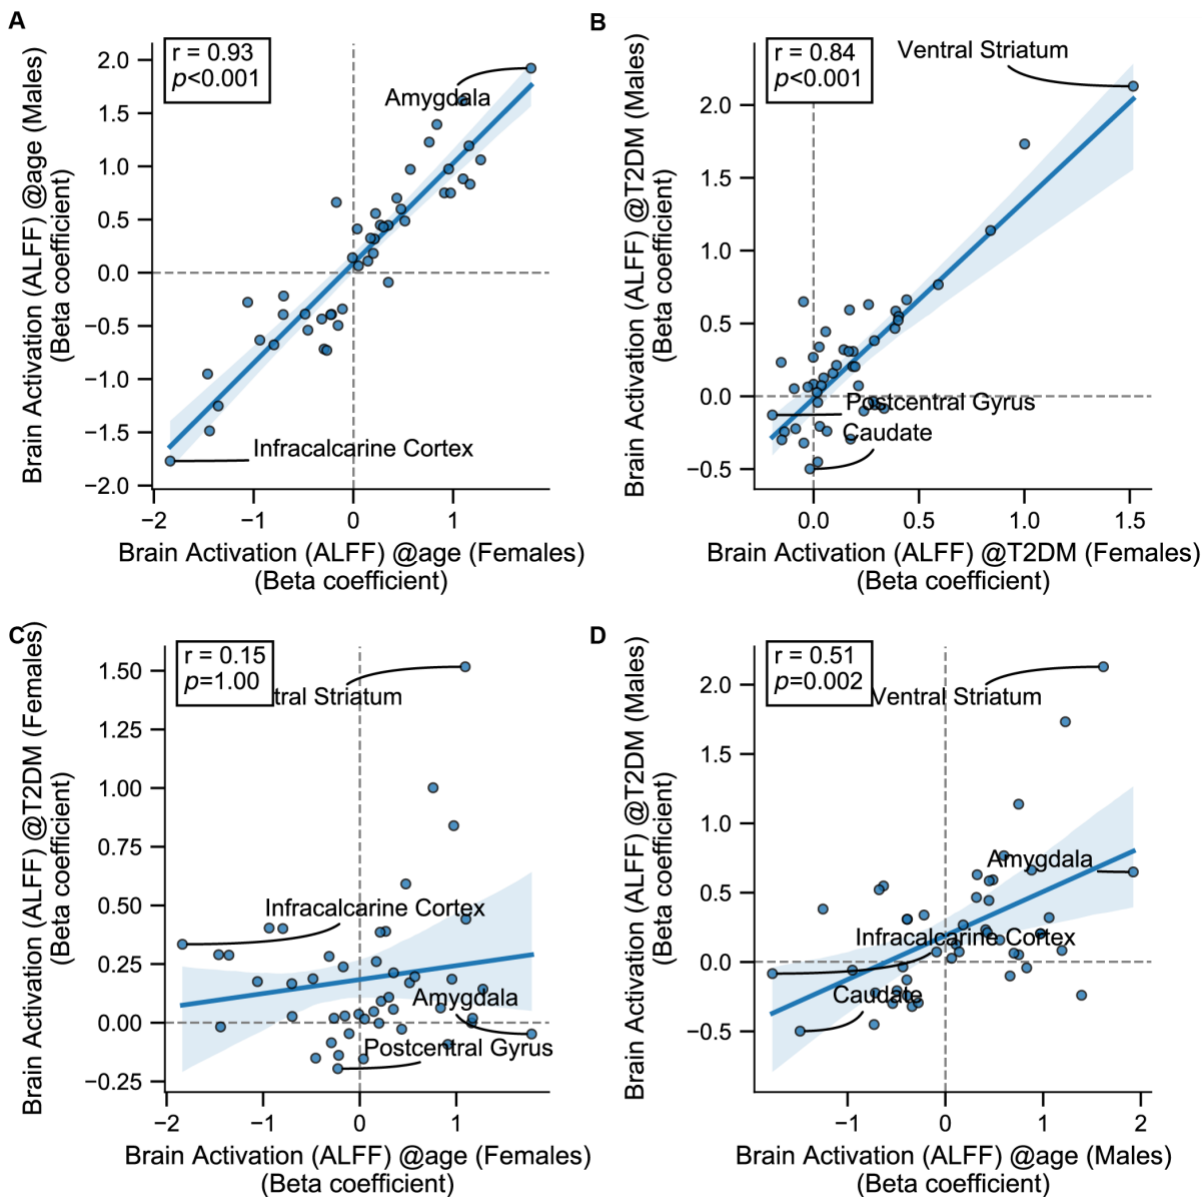 A
Brain Activation (ALFF) @age (Males)
(Beta coefficient)
r = 0.93
p<0.001
Amygdala
Infracalcarine Cortex
2.0
1.5
1.0
0.5
0.0
−0.5
−1.0
−1.5
−2.0
−2
−1
0
1
Brain Activation (ALFF) @age (Females)
(Beta coefficient)
B
Brain Activation (ALFF) @T2DM (Males)
(Beta coefficient)
r = 0.84
p<0.001
Ventral Striatum
Postcentral Gyrus
Caudate
2.0
1.5
1.0
0.5
0.0
−0.5
0.0
0.5
1.0
1.5
Brain Activation (ALFF) @T2DM (Females)
(Beta coefficient)
C
Brain Activation (ALFF) @T2DM (Females)
(Beta coefficient)
r = 0.15
p=1.00
tral Striatum
Infracalcarine Cortex
Amygdala
Postcentral Gyrus
1.50
1.25
1.00
0.75
0.50
0.25
0.00
−0.25
−2
−1
0
1
Brain Activation (ALFF) @age (Females)
(Beta coefficient)
D
Brain Activation (ALFF) @T2DM (Males)
(Beta coefficient)
r = 0.51
p=0.002
Ventral Striatum
Amygdala
Infracalcarine Cortex
Caudate
2.0
1.5
1.0
0.5
0.0
−0.5
−1
0
1
2
Brain Activation (ALFF) @age (Males)
(Beta coefficient)